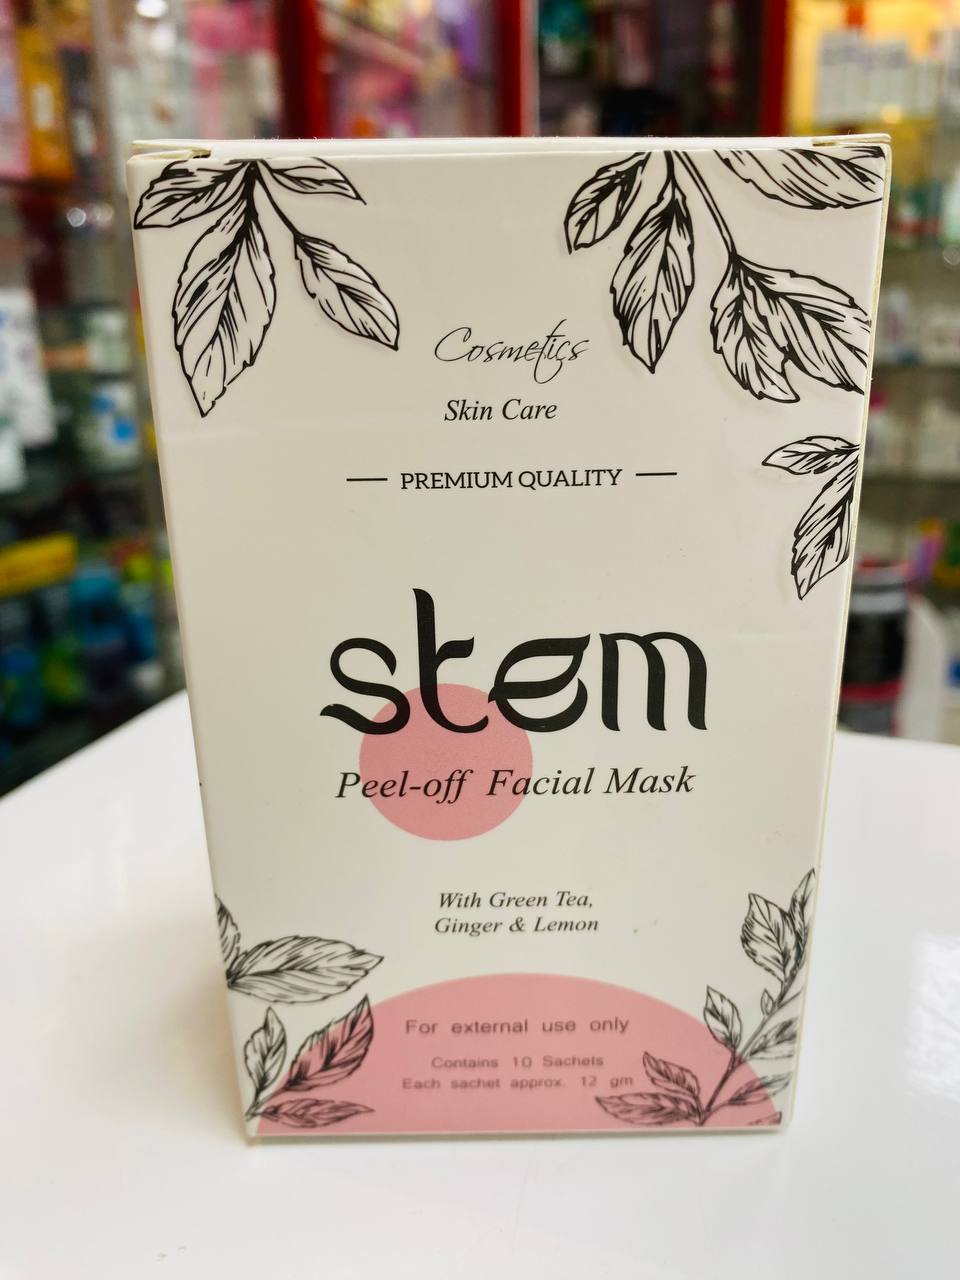 Cosmetics
Skin Care
PREMIUM QUALITY
stem
Peel-off Facial Mask
With Green Tea,
Ginger & Lemon
For external use only
Contains 10 Sachets
Each sachet approx. 12 gm